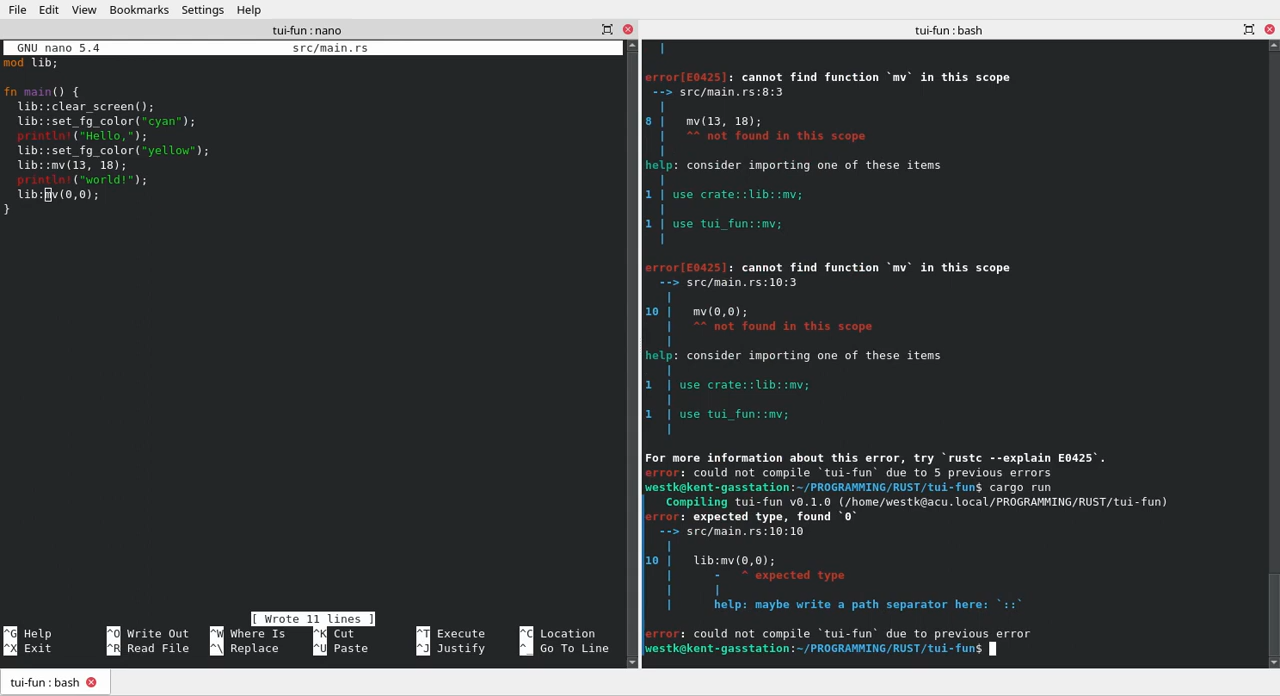 File Edit View Bookmarks Settings Help
tui-fun : nano
GNU nano 5.4 src/main.rs
mod lib;
fn main() {
  lib::clear_screen();
  lib::set_fg_color("cyan");
  println!("Hello,");
  lib::set_fg_color("yellow");
  lib::mv(13, 18);
  println!("world!");
  lib:mv(0,0);
}
[ Wrote 11 lines ]
^G Help ^O Write Out ^W Where Is ^K Cut ^T Execute ^C Location
^X Exit ^R Read File ^\ Replace ^U Paste ^J Justify ^_ Go To Line
tui-fun : bash
  |
error[E0425]: cannot find function `mv` in this scope
 --> src/main.rs:8:3
  |
8 |   mv(13, 18);
  |   ^^ not found in this scope
  |
help: consider importing one of these items
  |
1 | use crate::lib::mv;
  |
1 | use tui_fun::mv;
  |
error[E0425]: cannot find function `mv` in this scope
  --> src/main.rs:10:3
   |
10 |   mv(0,0);
   |   ^^ not found in this scope
   |
help: consider importing one of these items
   |
1  | use crate::lib::mv;
   |
1  | use tui_fun::mv;
   |
For more information about this error, try `rustc --explain E0425`.
error: could not compile `tui-fun` due to 5 previous errors
westk@kent-gasstation:~/PROGRAMMING/RUST/tui-fun$ cargo run
   Compiling tui-fun v0.1.0 (/home/westk@acu.local/PROGRAMMING/RUST/tui-fun)
error: expected type, found `0`
  --> src/main.rs:10:10
   |
10 |   lib:mv(0,0);
   |      -   ^ expected type
   |      |
   |      help: maybe write a path separator here: `::`
error: could not compile `tui-fun` due to previous error
westk@kent-gasstation:~/PROGRAMMING/RUST/tui-fun$
tui-fun : bash